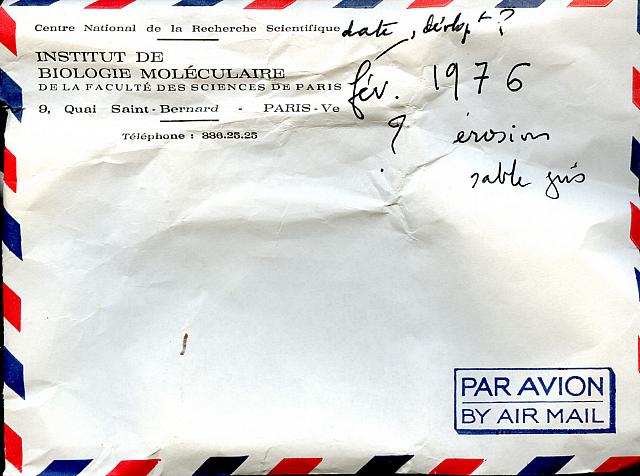 Centre National de la Recherche Scientifique
INSTITUT DE
BIOLOGIE MOLÉCULAIRE
DE LA FACULTÉ DES SCIENCES DE PARIS
9, Quai Saint-Bernard - PARIS-Ve
Téléphone : 336.25.25
date, dévlopt ?
fév. 1976
? érosion
sable gris
PAR AVION
BY AIR MAIL